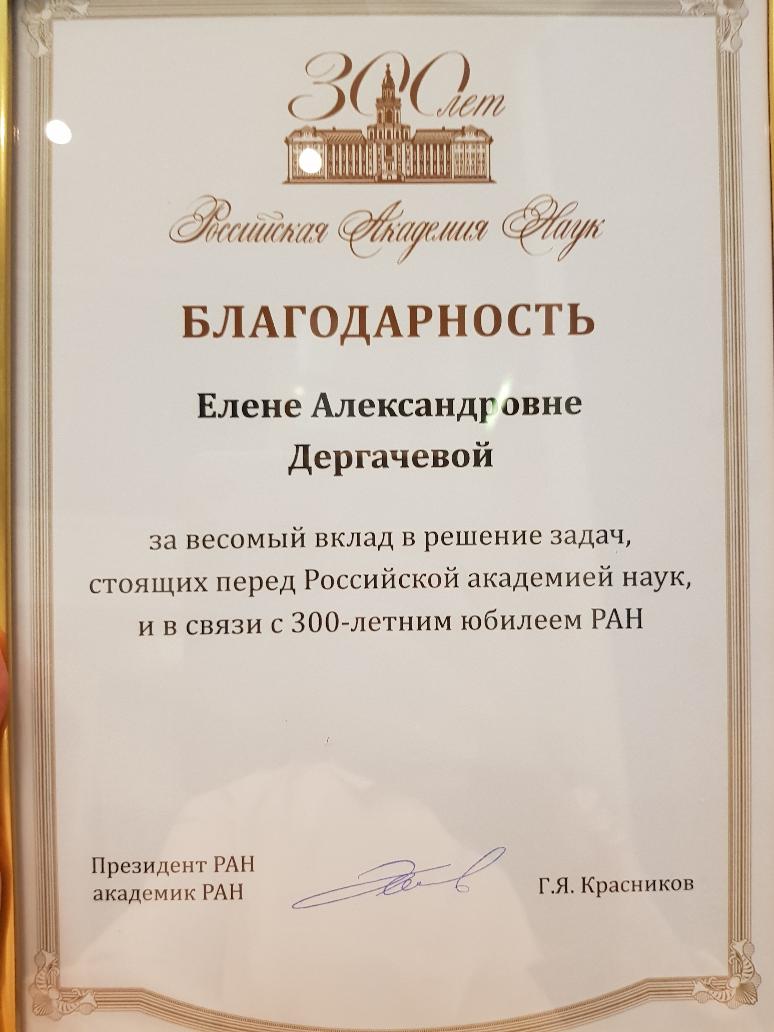 300 лет
Российская Академия Наук
БЛАГОДАРНОСТЬ
Елене Александровне
Дергачевой
за весомый вклад в решение задач,
стоящих перед Российской академией наук,
и в связи с 300-летним юбилеем РАН
Президент РАН
академик РАН
Г.Я. Красников